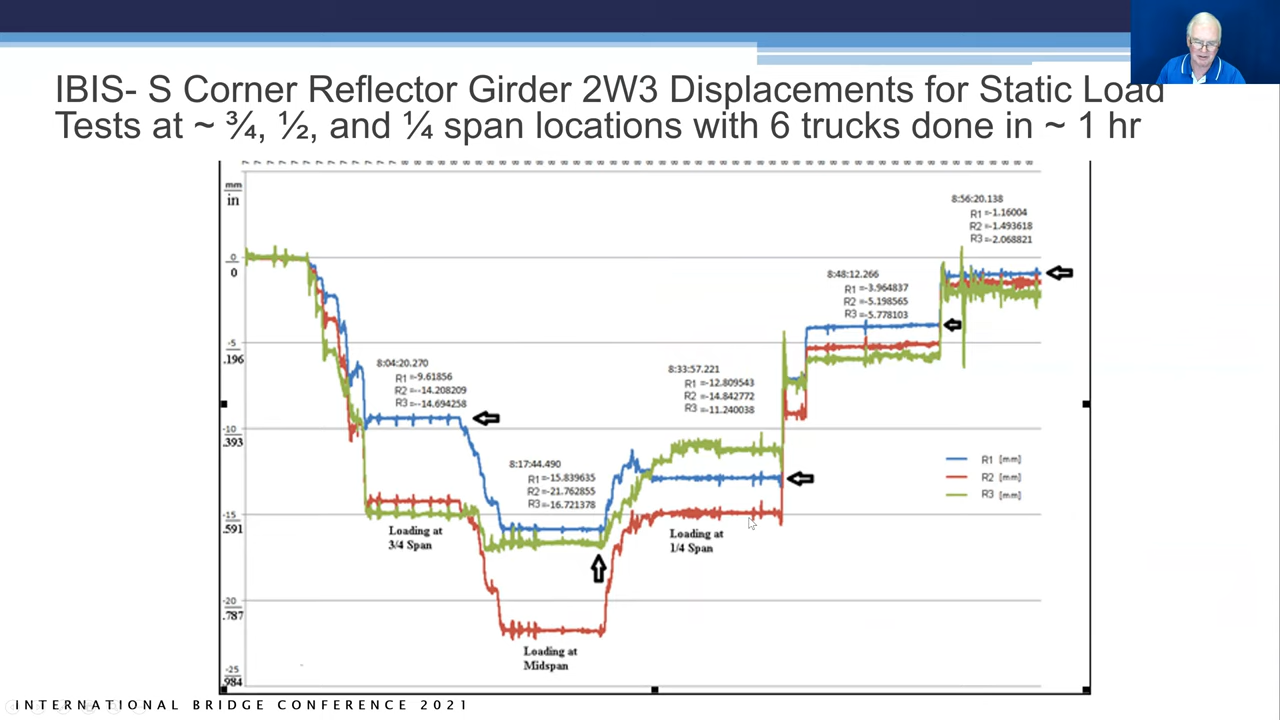 IBIS- S Corner Reflector Girder 2W3 Displacements for Static Load
Tests at ~ ¾, ½, and ¼ span locations with 6 trucks done in ~ 1 hr
mm
in
0
0
-5
.196
-10
.393
-15
.591
-20
.787
-25
.984
8:04:20.270
R1 =-9.61856
R2 =-14.208209
R3 =-14.694258
Loading at
3/4 Span
8:17:44.490
R1=-15.839635
R2=-21.762855
R3=-16.721378
Loading at
Midspan
8:33:57.221
R1 =-12.809543
R2 =-14.842772
R3 =-11.240038
Loading at
1/4 Span
8:48:12.266
R1=-3.964837
R2=-5.198565
R3=-5.778103
8:56:20.138
R1=-1.16004
R2=-1.493618
R3=-2.068821
R1 [mm]
R2 [mm]
R3 [mm]
INTERNATIONAL BRIDGE CONFERENCE 2021